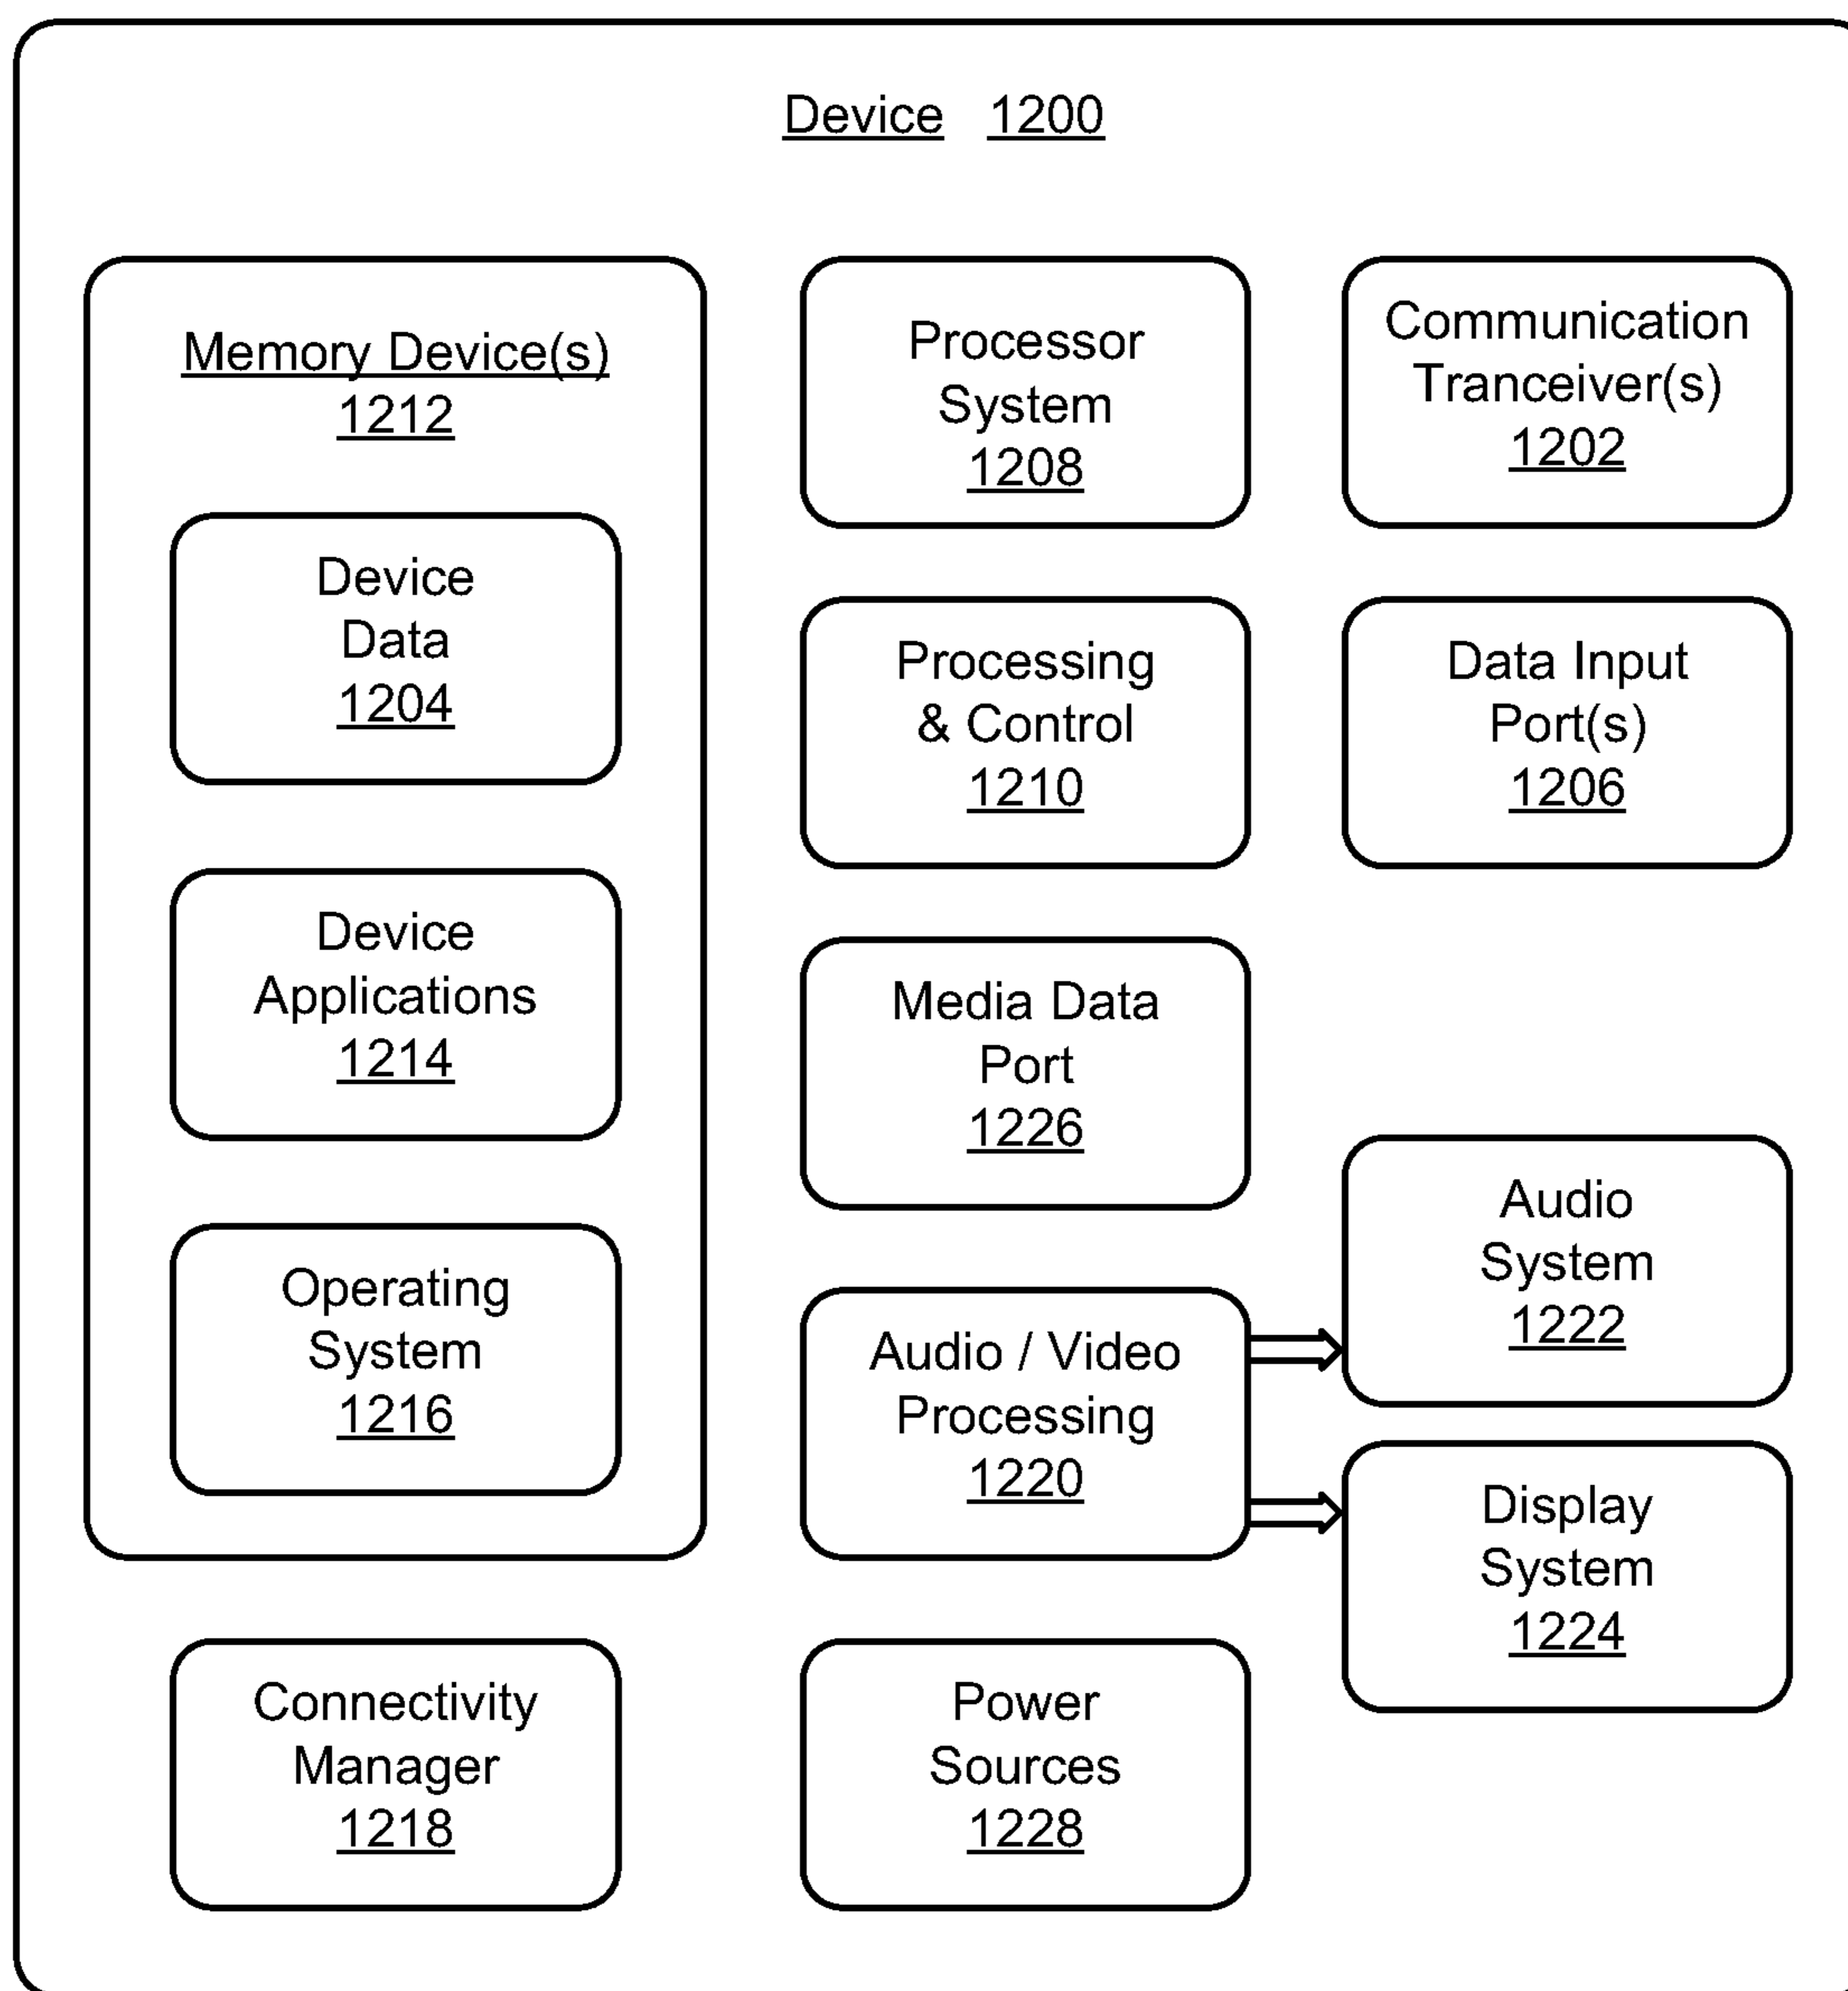 Device 1200
Memory Device(s)
1212
Device
Data
1204
Device
Applications
1214
Operating
System
1216
Connectivity
Manager
1218
Processor
System
1208
Processing
& Control
1210
Media Data
Port
1226
Audio / Video
Processing
1220
Power
Sources
1228
Communication
Tranceiver(s)
1202
Data Input
Port(s)
1206
Audio
System
1222
Display
System
1224